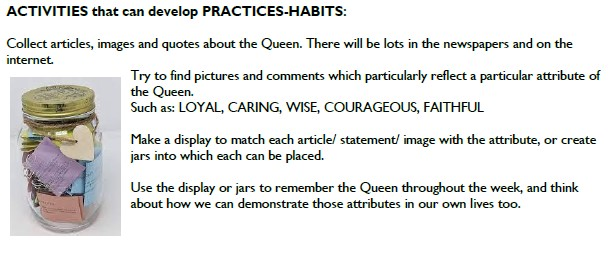 ACTIVITIES that can develop PRACTICES-HABITS:
Collect articles, images and quotes about the Queen. There will be lots in the newspapers and on the
internet.
Try to find pictures and comments which particularly reflect a particular attribute of
the Queen.
Such as: LOYAL, CARING, WISE, COURAGEOUS, FAITHFUL
Make a display to match each article/ statement/ image with the attribute, or create
jars into which each can be placed.
Use the display or jars to remember the Queen throughout the week, and think
about how we can demonstrate those attributes in our own lives too.